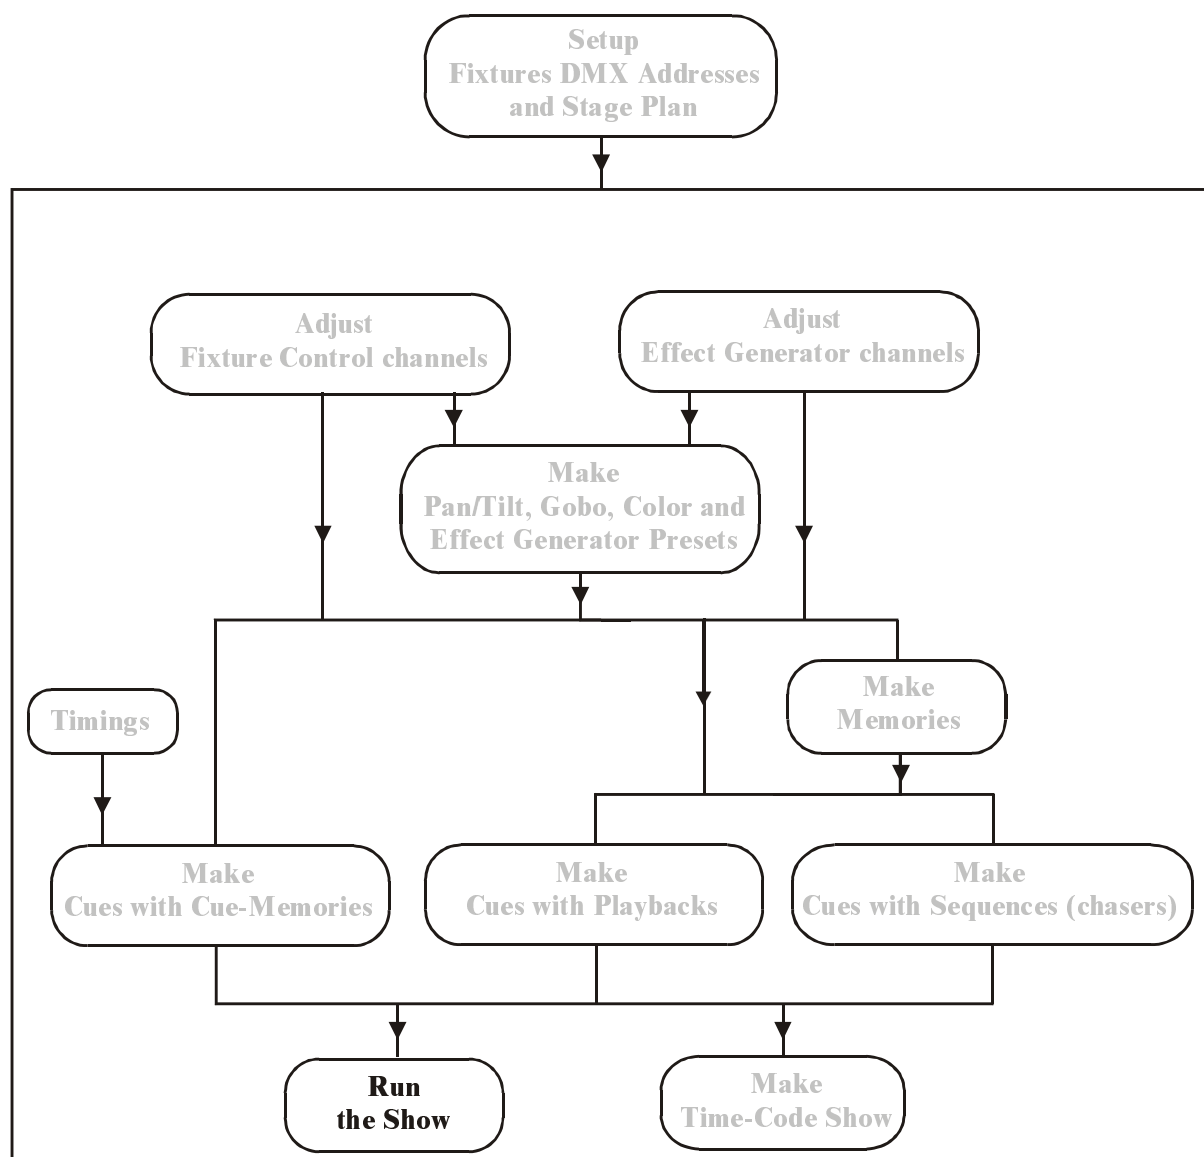 Setup
Fixtures DMX Addresses
and Stage Plan
Adjust
Fixture Control channels
Adjust
Effect Generator channels
Make
Pan/Tilt, Gobo, Color and
Effect Generator Presets
Timings
Make
Memories
Make
Cues with Cue-Memories
Make
Cues with Playbacks
Make
Cues with Sequences (chasers)
Run
the Show
Make
Time-Code Show